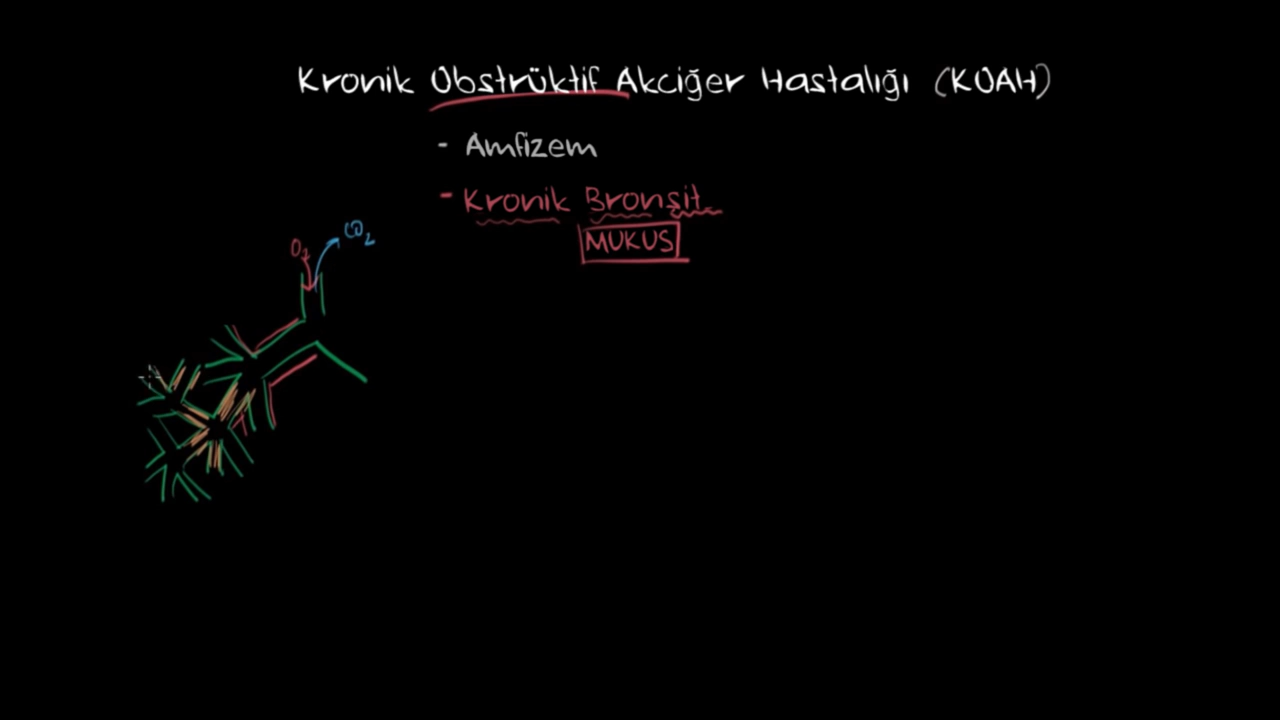 Kronik Obstrüktif Akciğer Hastalığı (KOAH)
- Amfizem
- Kronik Bronşit
MUKUS
O2
CO2